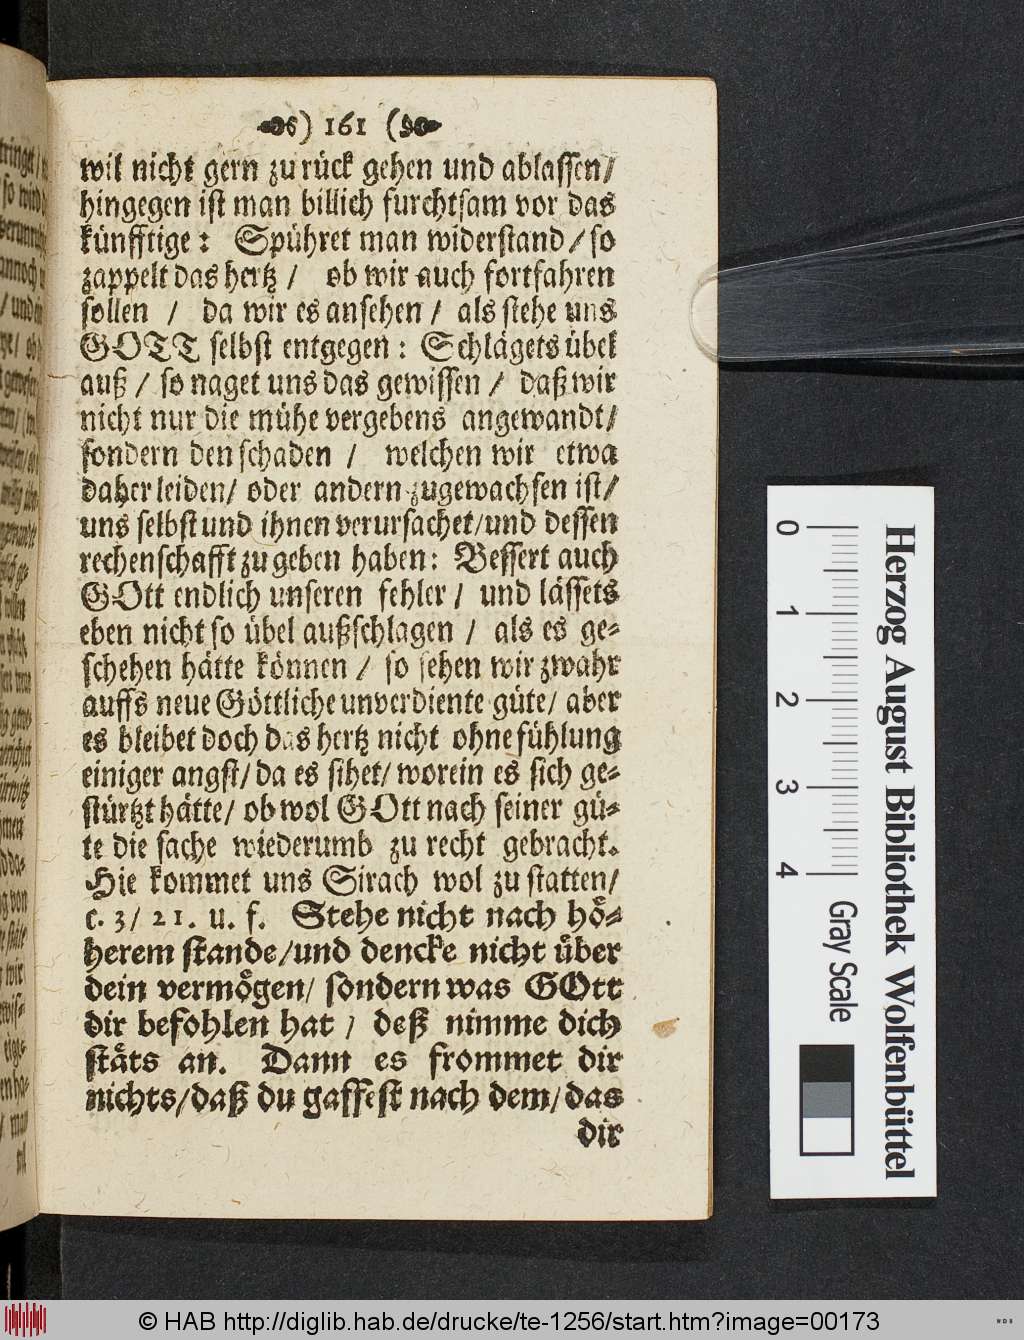 ) 161 (
wil nicht gern zu rück gehen und ablassen/
hingegen ist man billich furchtsam vor das
künfftige: Spühret man widerstand/ so
zappelt das hertz/ ob wir auch fortfahren
sollen / da wir es ansehen/ als stehe uns
GOTT selbst entgegen: Schlägets übel
auß / so naget uns das gewissen / daß wir
nicht nur die mühe vergebens angewandt/
sondern den schaden / welchen wir etwa
daher leiden/ oder andern zugewachsen ist/
uns selbst und ihnen verursachet/und dessen
rechenschafft zu geben haben: Bessert auch
GOtt endlich unseren fehler/ und lässets
eben nicht so übel außschlagen / als es ge-
schehen hätte können / so sehen wir zwahr
auffs neue Göttliche unverdiente güte/ aber
es bleibet doch das hertz nicht ohne fühlung
einiger angst/da es sihet/ worein es sich ge-
stürtzt hätte/ ob wol GOtt nach seiner gü-
te die sache wiederumb zu recht gebracht.
Hie kommet uns Sirach wol zu statten/
c. 3/ 21. u. f. Stehe nicht nach hö-
herem stande/und dencke nicht über
dein vermögen/ sondern was GOtt
dir befohlen hat / deß nimme dich
stäts an. Dann es frommet dir
nichts/daß du gaffest nach dem/das
dir
Herzog August Bibliothek Wolfenbüttel
0 1 2 3 4
Gray Scale
© HAB http://diglib.hab.de/drucke/te-1256/start.htm?image=00173